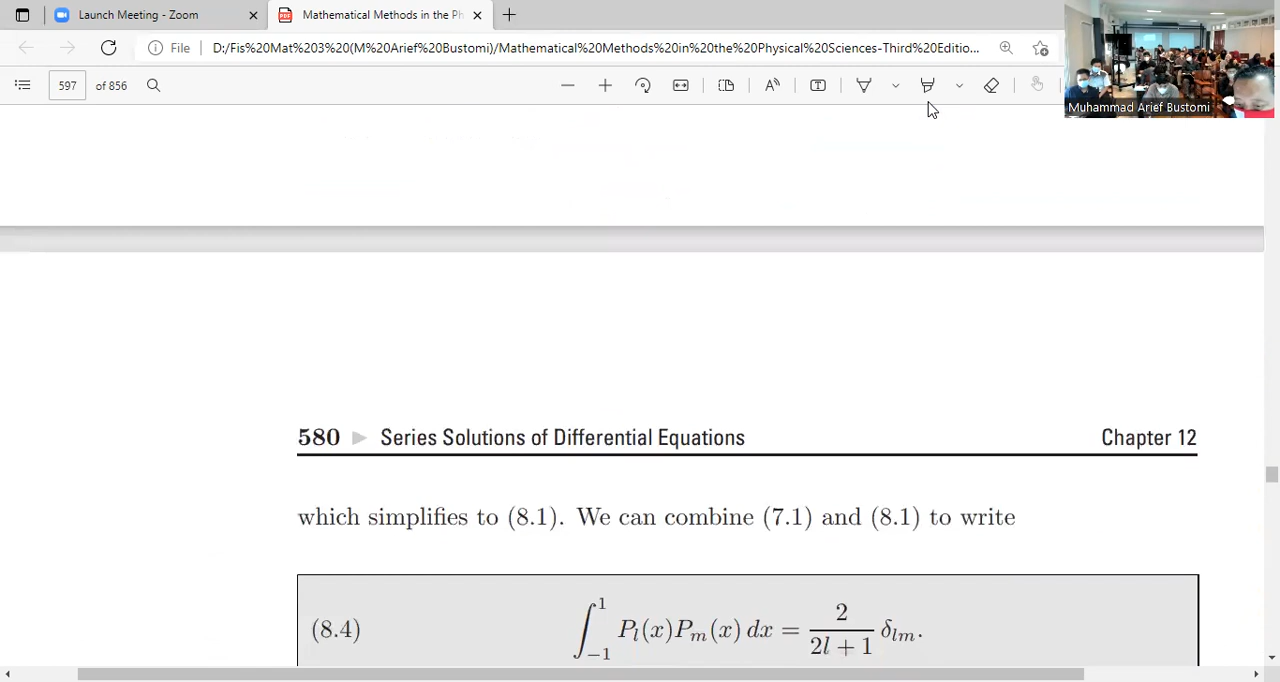 Launch Meeting - Zoom
Mathematical Methods in the Ph
File
D:/Fis%20Mat%203%20(M%20Arief%20Bustomi)/Mathematical%20Methods%20in%20the%20Physical%20Sciences-Third%20Editio...
597 of 856
Muhammad Arief Bustomi
580 Series Solutions of Differential Equations Chapter 12
which simplifies to (8.1). We can combine (7.1) and (8.1) to write
(8.4) ∫_{-1}^{1} P_l(x)P_m(x) dx = \frac{2}{2l + 1} δ_{lm}.